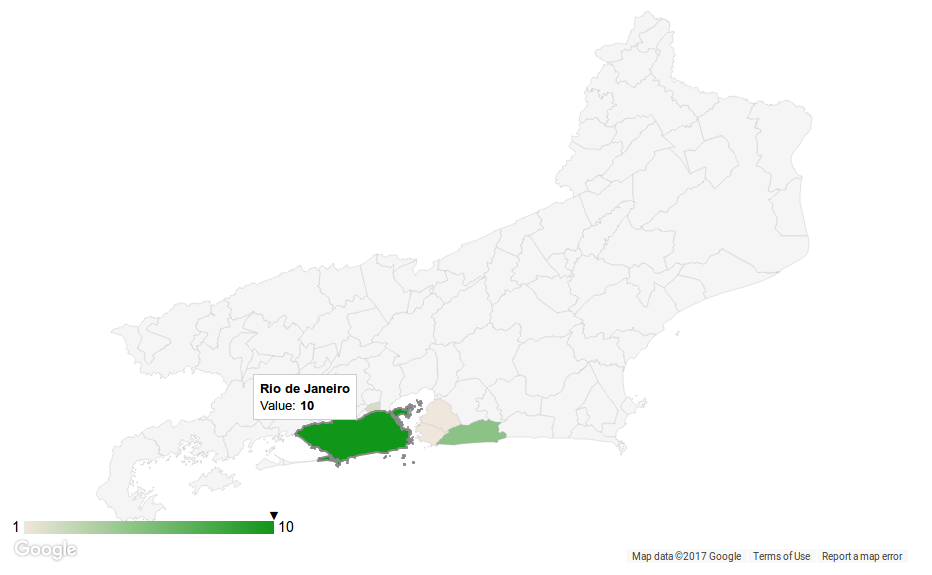 Rio de Janeiro
Value: 10
1
10
Google
Map data ©2017 Google
Terms of Use
Report a map error